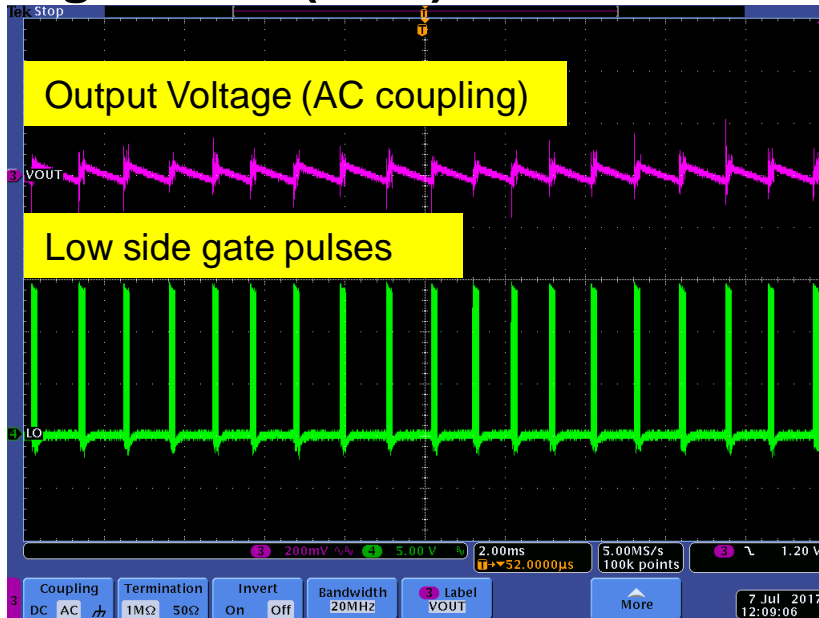 Tek Stop
Output Voltage (AC coupling)
3 VOUT
Low side gate pulses
4 LO
3 200mV 4 5.00 V 2.00ms 5.00MS/s 3 1.20 V
52.0000µs 100k points
3 Coupling Termination Invert Bandwidth 3 Label More 7 Jul 2017
DC AC 1MΩ 50Ω On Off 20MHz VOUT 12:09:06